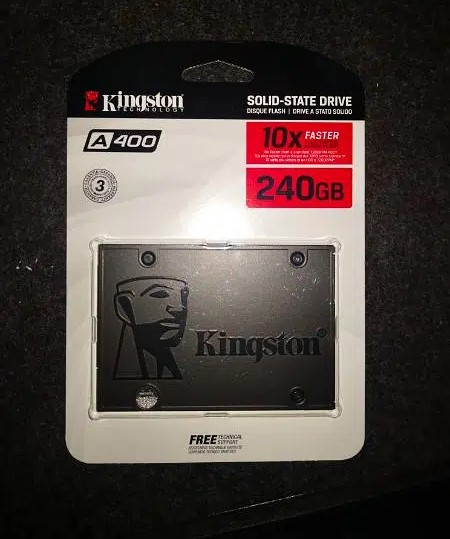 Kingston
TECHNOLOGY
A400
3
SOLID-STATE DRIVE
DISQUE FLASH | DRIVE A STATO SOLIDO
10x FASTER
240GB
Kingston
FREE TECHNICAL SUPPORT